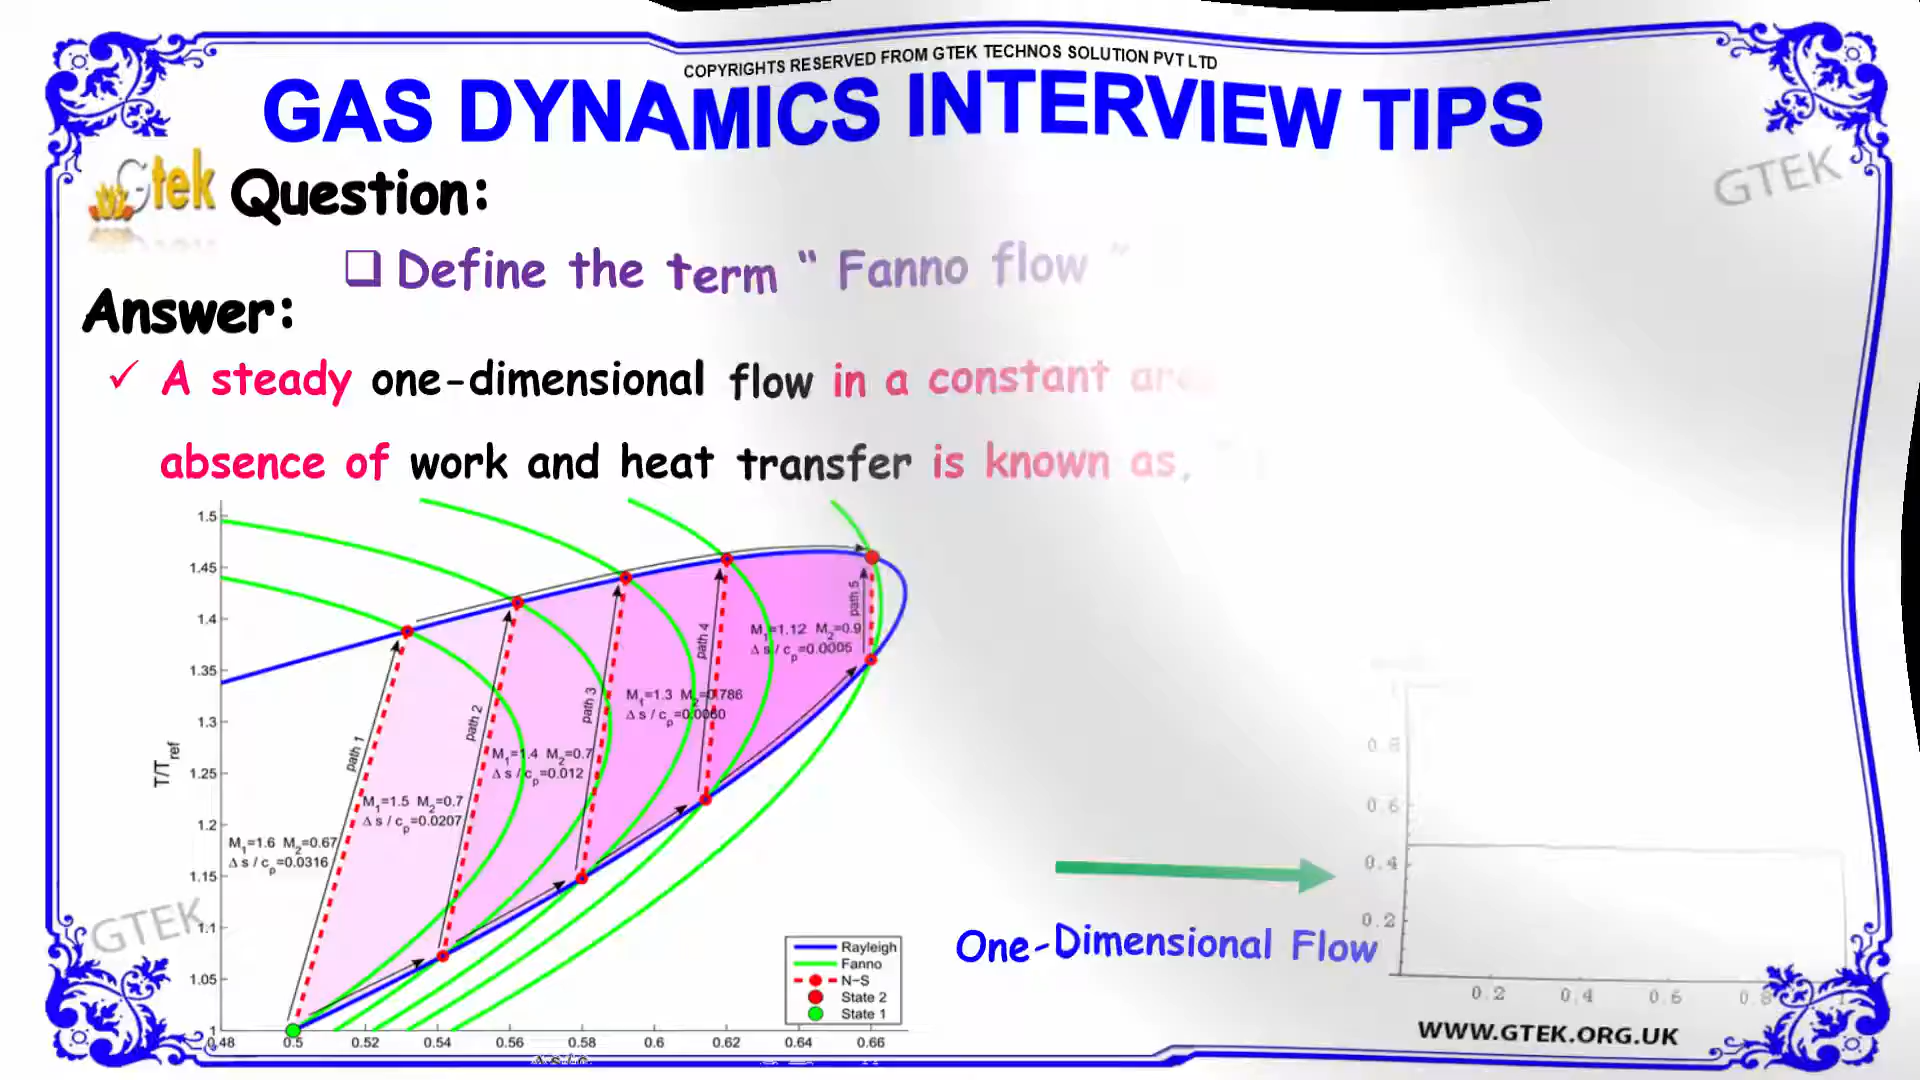 COPYRIGHTS RESERVED FROM GTEK TECHNOS SOLUTION PVT LTD
GAS DYNAMICS INTERVIEW TIPS
GTEK
Gtek
Question:
❑ Define the term “ Fanno flow ”
Answer:
✓ A steady one-dimensional flow in a constant
absence of work and heat transfer is known as,
1.5
1.45
1.4
1.35
1.3
1.25
1.2
1.15
1.1
1.05
1
T/Tref
path 1
path 2
path 3
path 4
path 5
M1=1.12 M2=0.9
Δ s / cp=0.0005
M1=1.3 M2=0.786
Δ s / cp=0.0060
M1=1.4 M2=0.7
Δ s / cp=0.012
M1=1.5 M2=0.7
Δ s / cp=0.0207
M1=1.6 M2=0.67
Δ s / cp=0.0316
Rayleigh
Fanno
N-S
State 2
State 1
0.48 0.5 0.52 0.54 0.56 0.58 0.6 0.62 0.64 0.66
GTEK
One-Dimensional Flow
0.8
0.6
0.4
0.2
0.2 0.4 0.6 0.8
WWW.GTEK.ORG.UK
GTEK